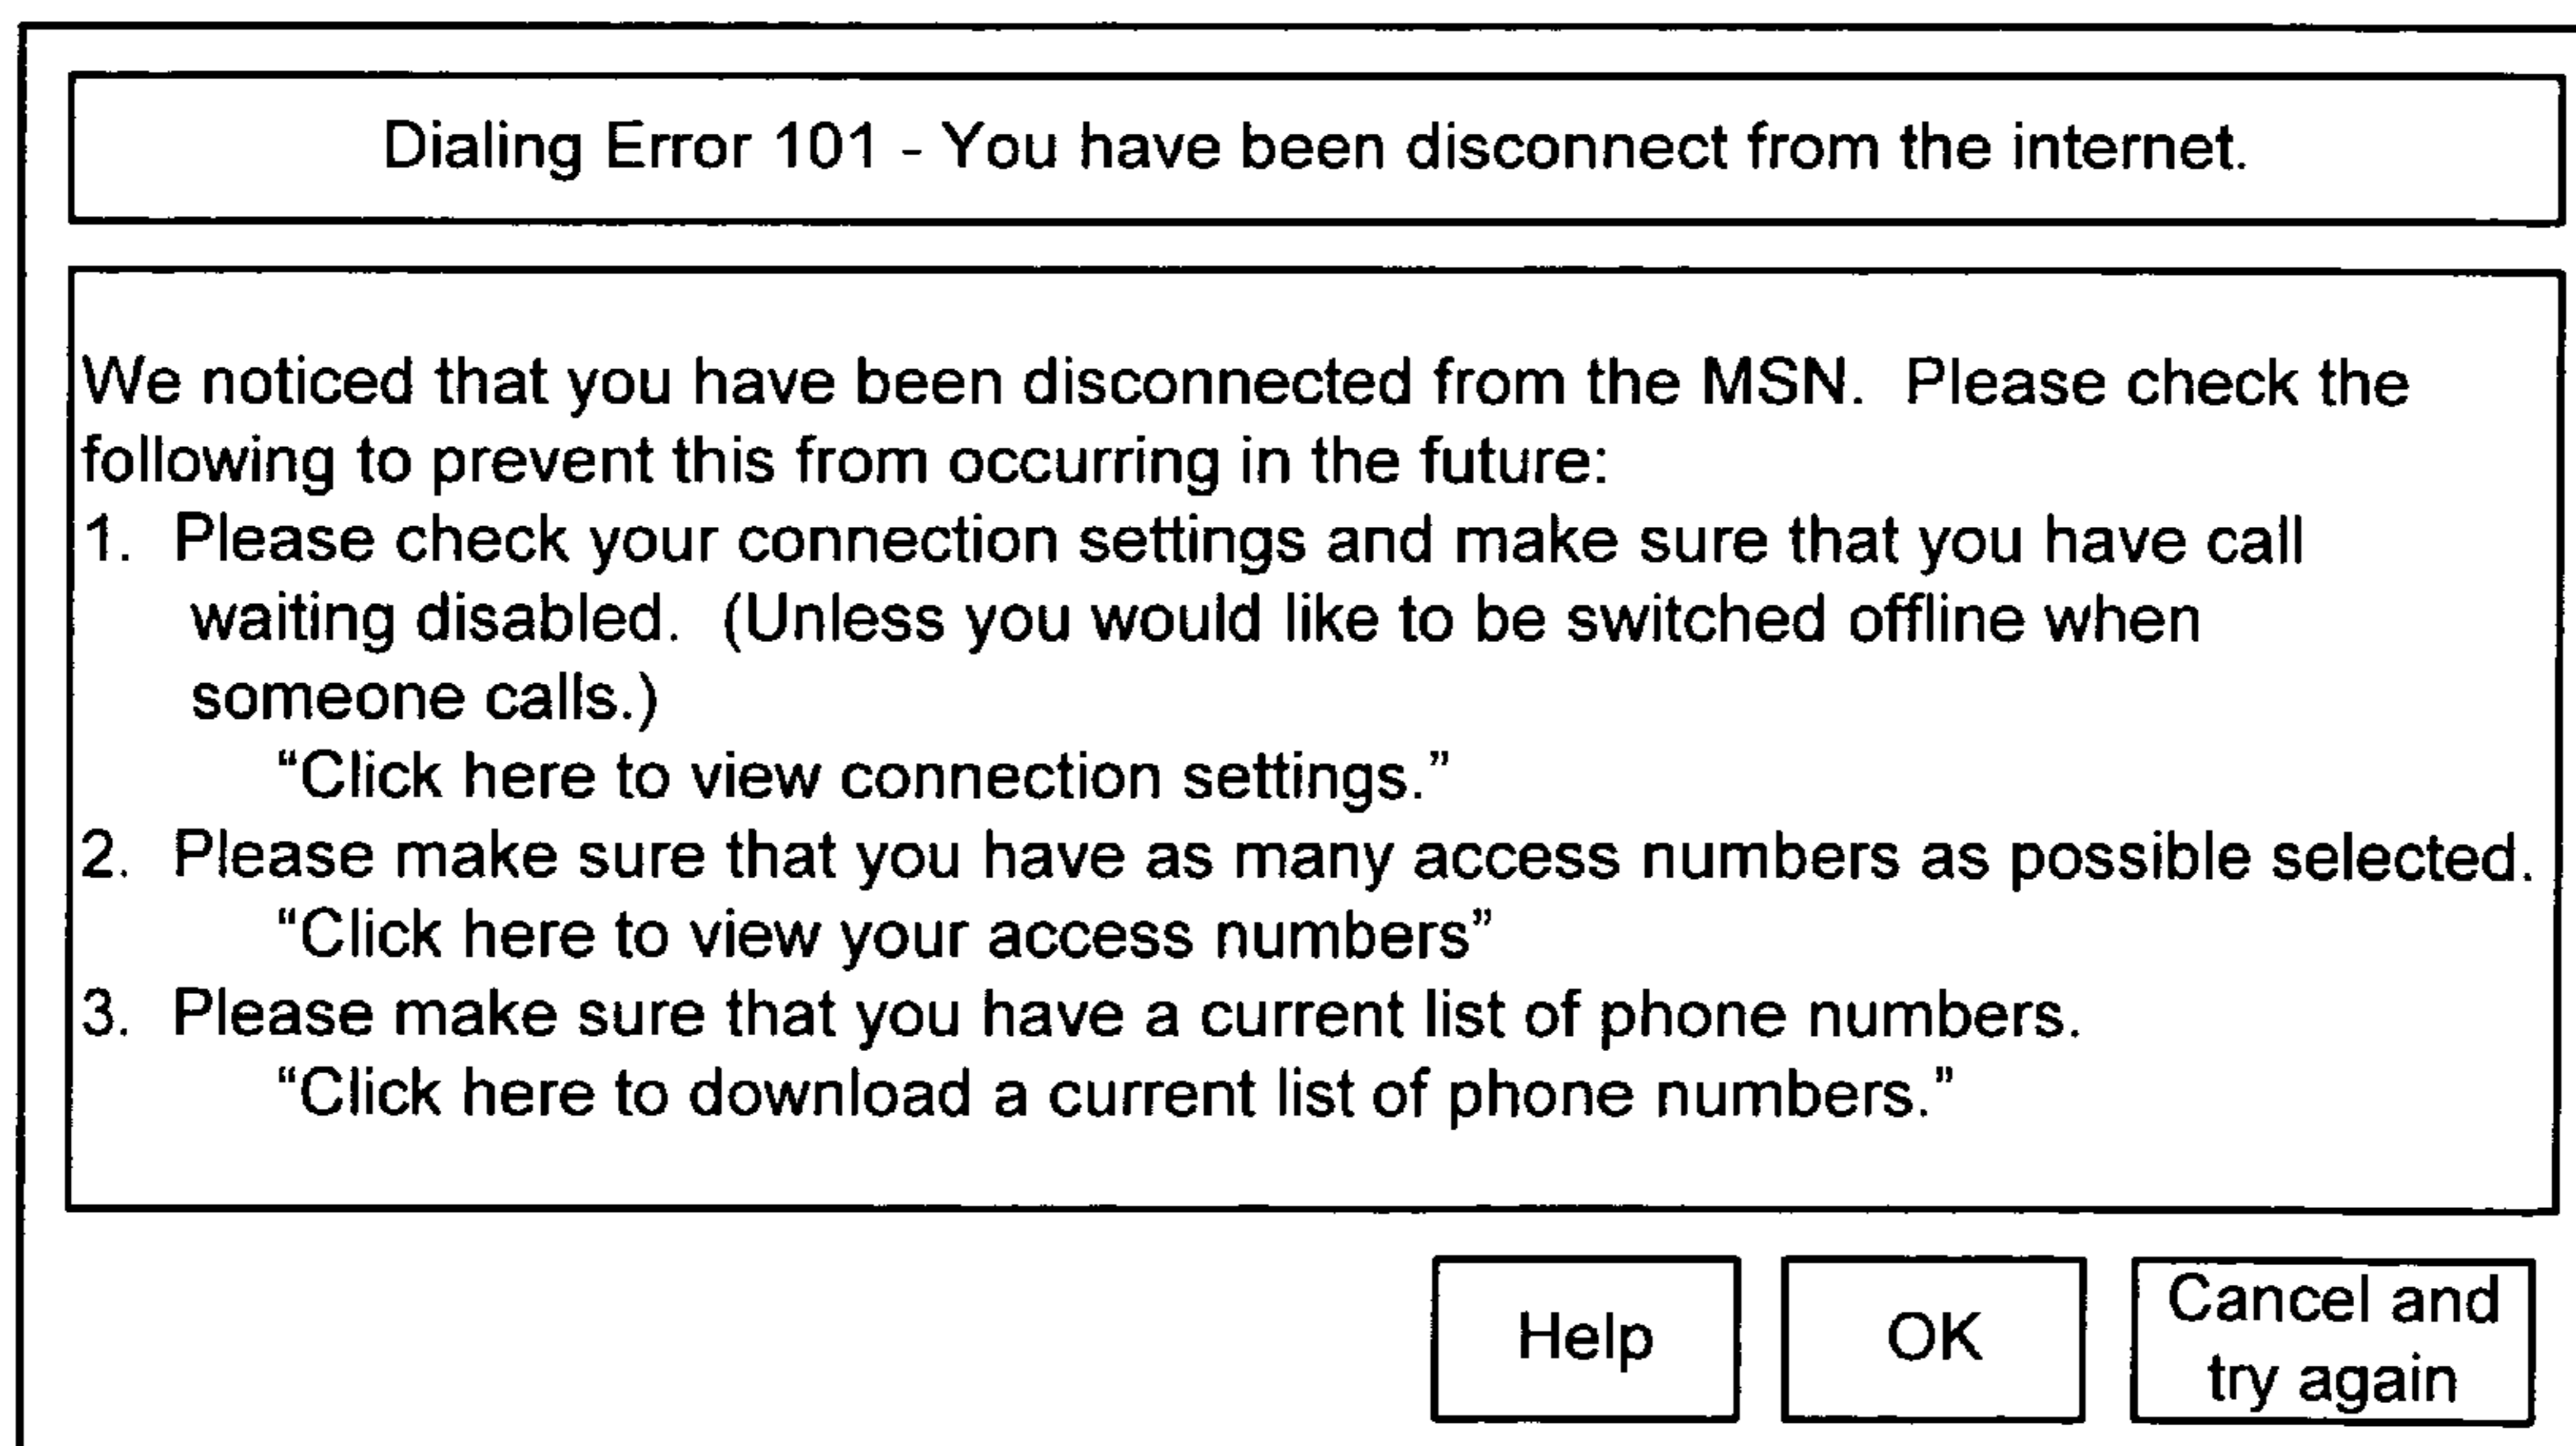 Dialing Error 101 - You have been disconnect from the internet.
We noticed that you have been disconnected from the MSN.  Please check the
following to prevent this from occurring in the future:
1.  Please check your connection settings and make sure that you have call
waiting disabled.  (Unless you would like to be switched offline when
someone calls.)
“Click here to view connection settings.”
2.  Please make sure that you have as many access numbers as possible selected.
“Click here to view your access numbers”
3.  Please make sure that you have a current list of phone numbers.
“Click here to download a current list of phone numbers.”
Help
OK
Cancel and
try again